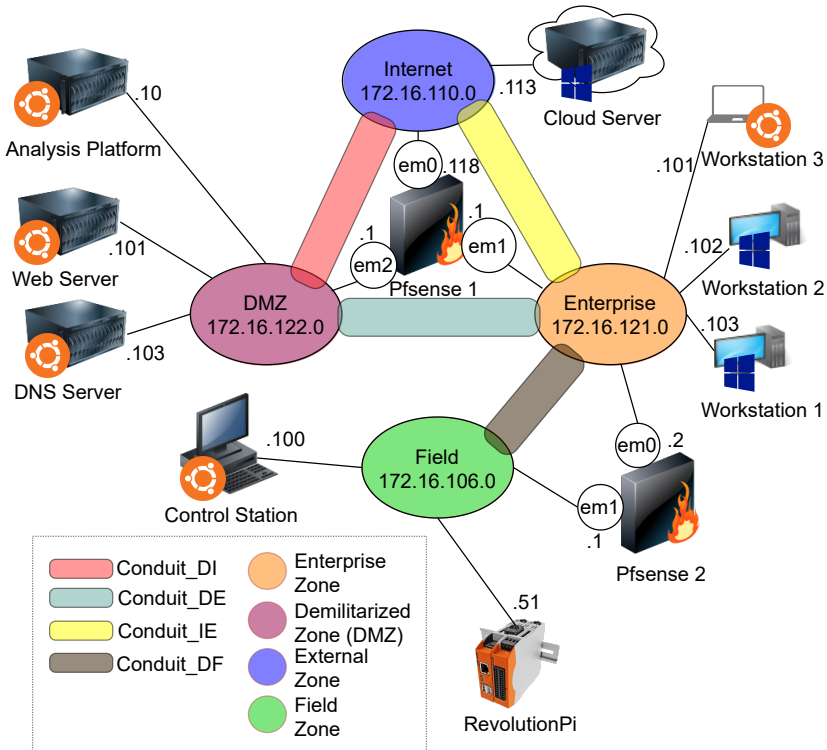 Internet
172.16.110.0
.113
Cloud Server
.10
Analysis Platform
em0
.118
Workstation 3
.101
Web Server
.101
.1
em2
.1
em1
Pfsense 1
.102
Workstation 2
DMZ
172.16.122.0
Enterprise
172.16.121.0
.103
DNS Server
.103
Workstation 1
.100
Control Station
Field
172.16.106.0
em0
.2
em1
.1
Pfsense 2
.51
RevolutionPi
Conduit_DI
Conduit_DE
Conduit_IE
Conduit_DF
Enterprise
Zone
Demilitarized
Zone (DMZ)
External
Zone
Field
Zone